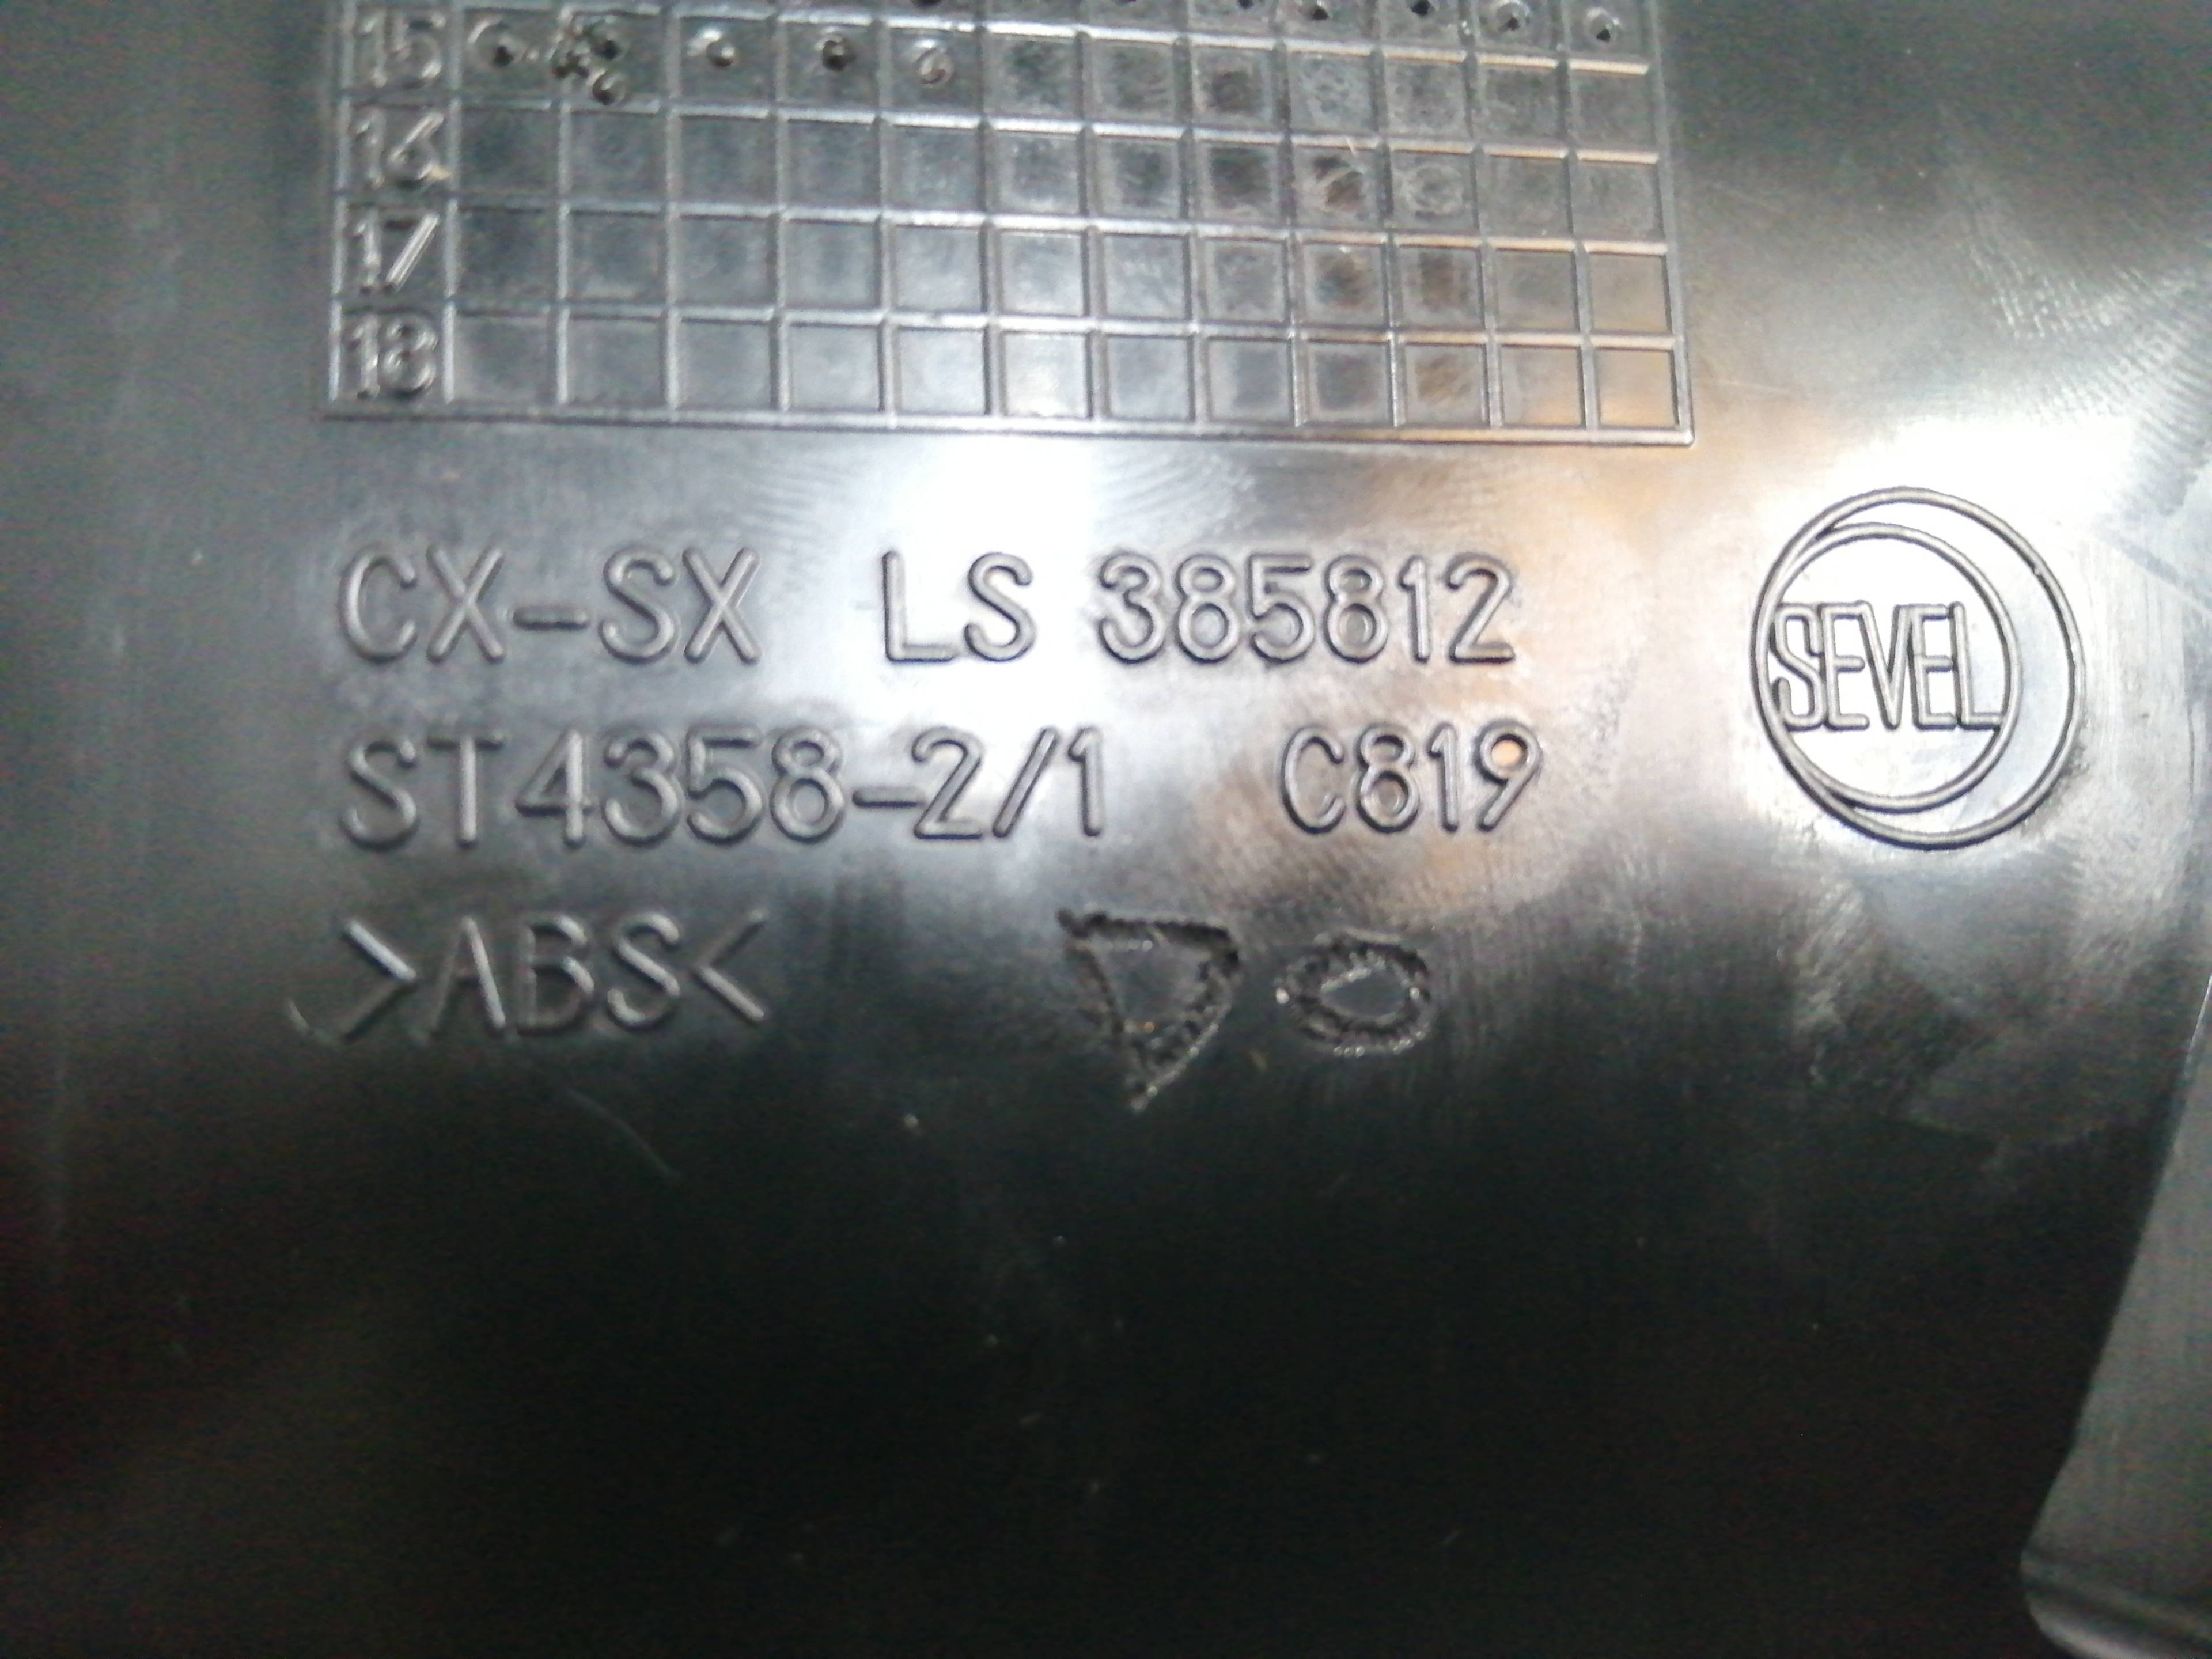 15
16
17
18
CX-SX LS 385812
SEVEL
ST4358-2/1 C819
>ABS<